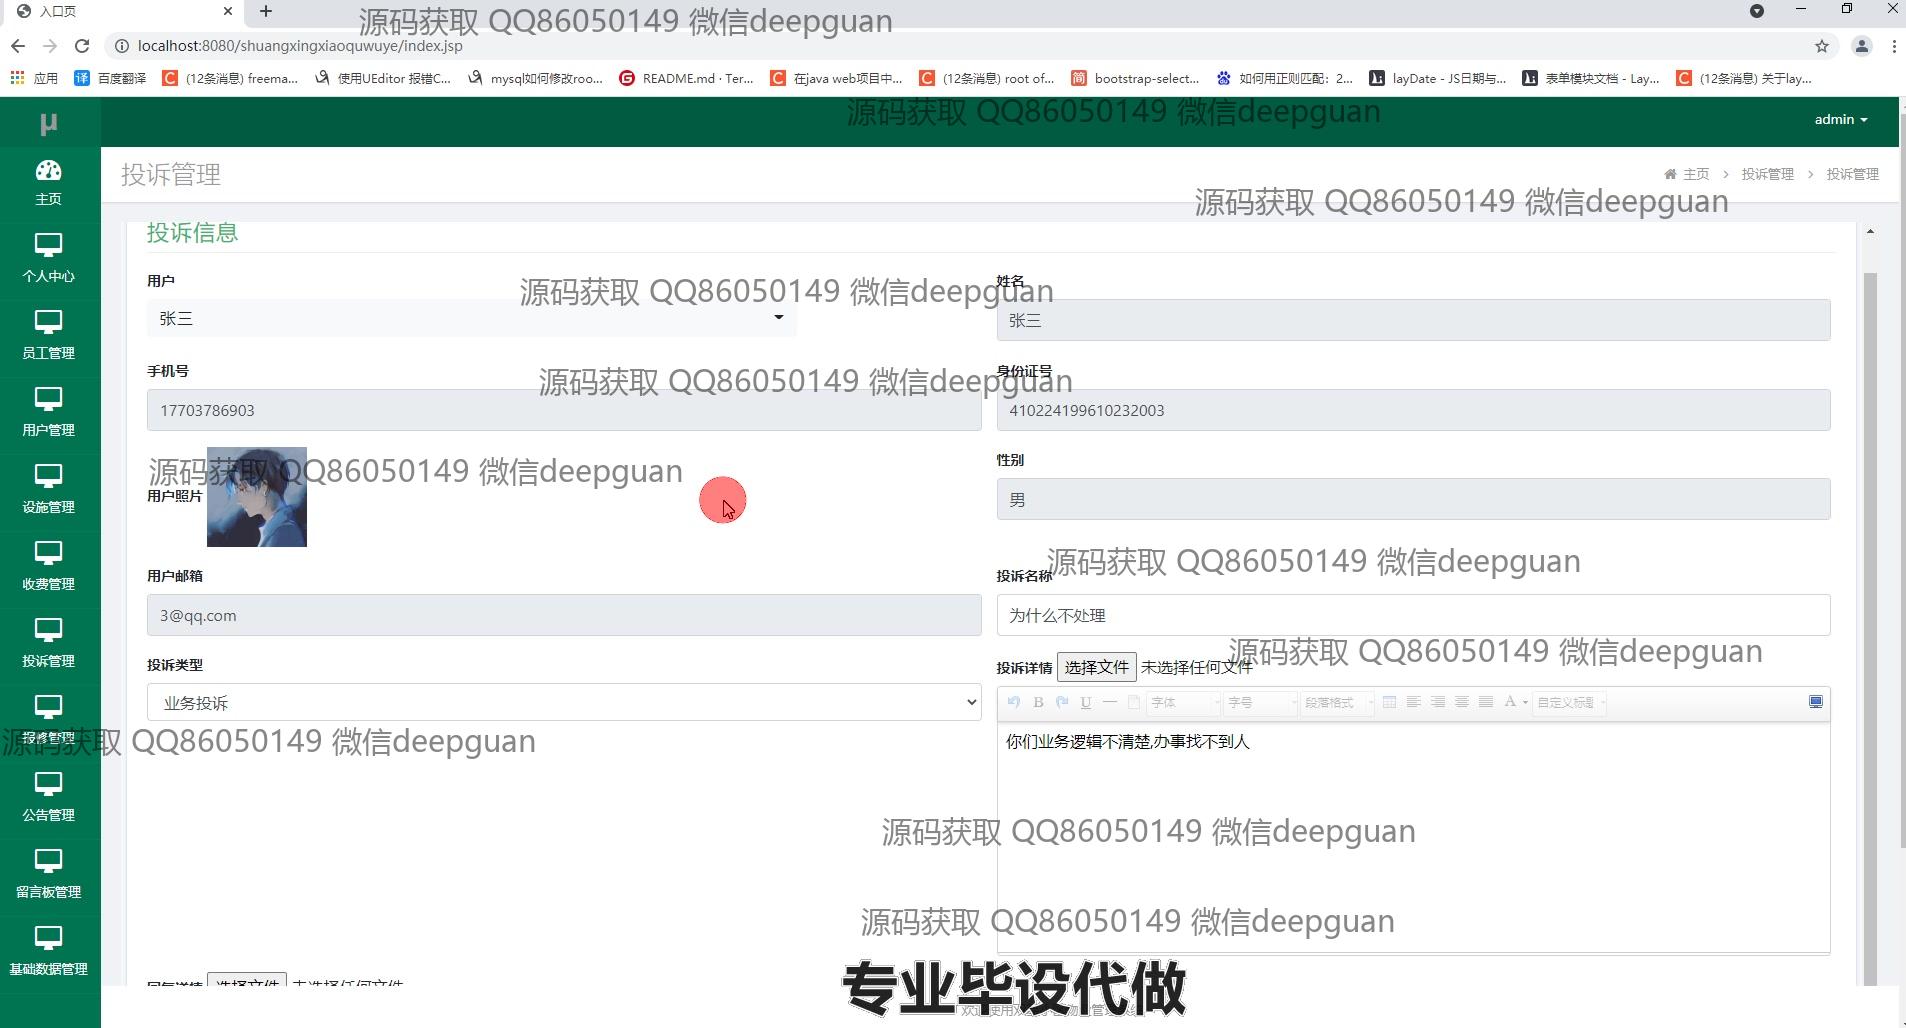 入口页
源码获取 QQ86050149 微信deepguan
localhost:8080/shuangxingxiaoquwuye/index.jsp
应用
百度翻译
(12条消息) freema...
使用UEditor 报错C...
mysql如何修改roo...
README.md · Ter...
在java web项目中...
(12条消息) root of...
bootstrap-select...
如何用正则匹配：2...
layDate - JS日期与...
表单模块文档 - Lay...
(12条消息) 关于lay...
源码获取 QQ86050149 微信deepguan
μ
admin
主页
个人中心
员工管理
用户管理
设施管理
收费管理
投诉管理
报修管理
公告管理
留言板管理
基础数据管理
投诉管理
主页 > 投诉管理 > 投诉管理
源码获取 QQ86050149 微信deepguan
投诉信息
用户
姓名
源码获取 QQ86050149 微信deepguan
张三
张三
手机号
身份证号
源码获取 QQ86050149 微信deepguan
17703786903
410224199610232003
源码获取 QQ86050149 微信deepguan
用户照片
性别
男
源码获取 QQ86050149 微信deepguan
用户邮箱
投诉名称
3@qq.com
为什么不处理
源码获取 QQ86050149 微信deepguan
投诉类型
投诉详情 选择文件 未选择任何文件
业务投诉
字体
字号
段落格式
自定义标题
源码获取 QQ86050149 微信deepguan
你们业务逻辑不清楚,办事找不到人
源码获取 QQ86050149 微信deepguan
源码获取 QQ86050149 微信deepguan
回复详情 选择文件 未选择任何文件
专业毕设代做